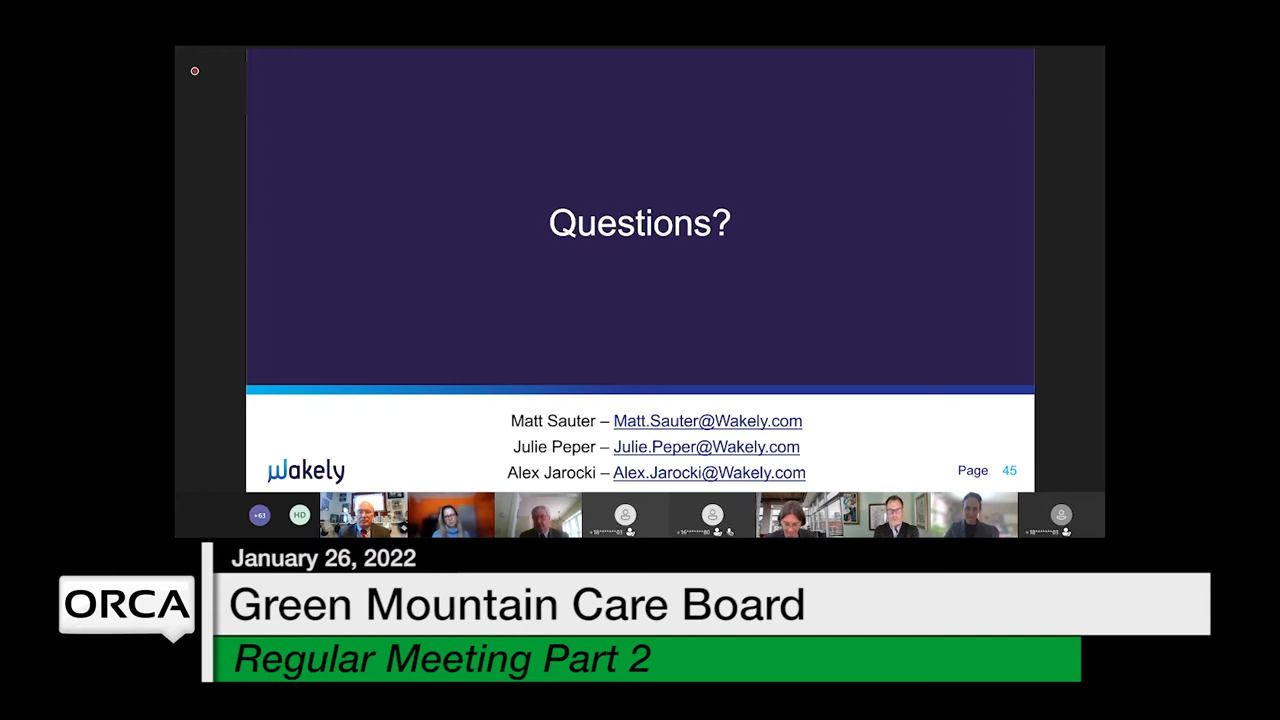 Questions?
Matt Sauter – Matt.Sauter@Wakely.com
Julie Peper – Julie.Peper@Wakely.com
Alex Jarocki – Alex.Jarocki@Wakely.com
Wakely
Page 45
+63
HD
January 26, 2022
ORCA
Green Mountain Care Board
Regular Meeting Part 2